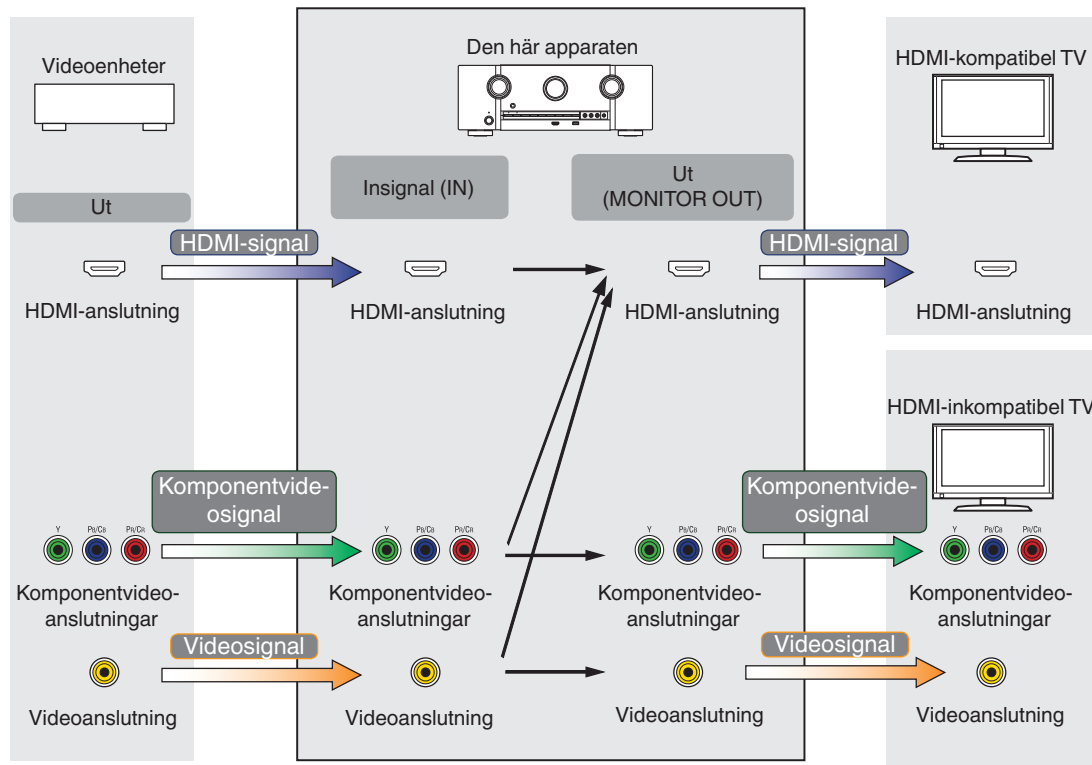 Videoenheter
Den här apparaten
HDMI-kompatibel TV
Ut
Insignal (IN)
Ut
(MONITOR OUT)
HDMI-signal
HDMI-signal
HDMI-anslutning
HDMI-anslutning
HDMI-anslutning
HDMI-anslutning
HDMI-inkompatibel TV
Komponentvide-
osignal
Komponentvide-
osignal
Y PB/CB PR/CR
Y PB/CB PR/CR
Y PB/CB PR/CR
Y PB/CB PR/CR
Komponentvideo-
anslutningar
Komponentvideo-
anslutningar
Komponentvideo-
anslutningar
Komponentvideo-
anslutningar
Videosignal
Videosignal
Videoanslutning
Videoanslutning
Videoanslutning
Videoanslutning